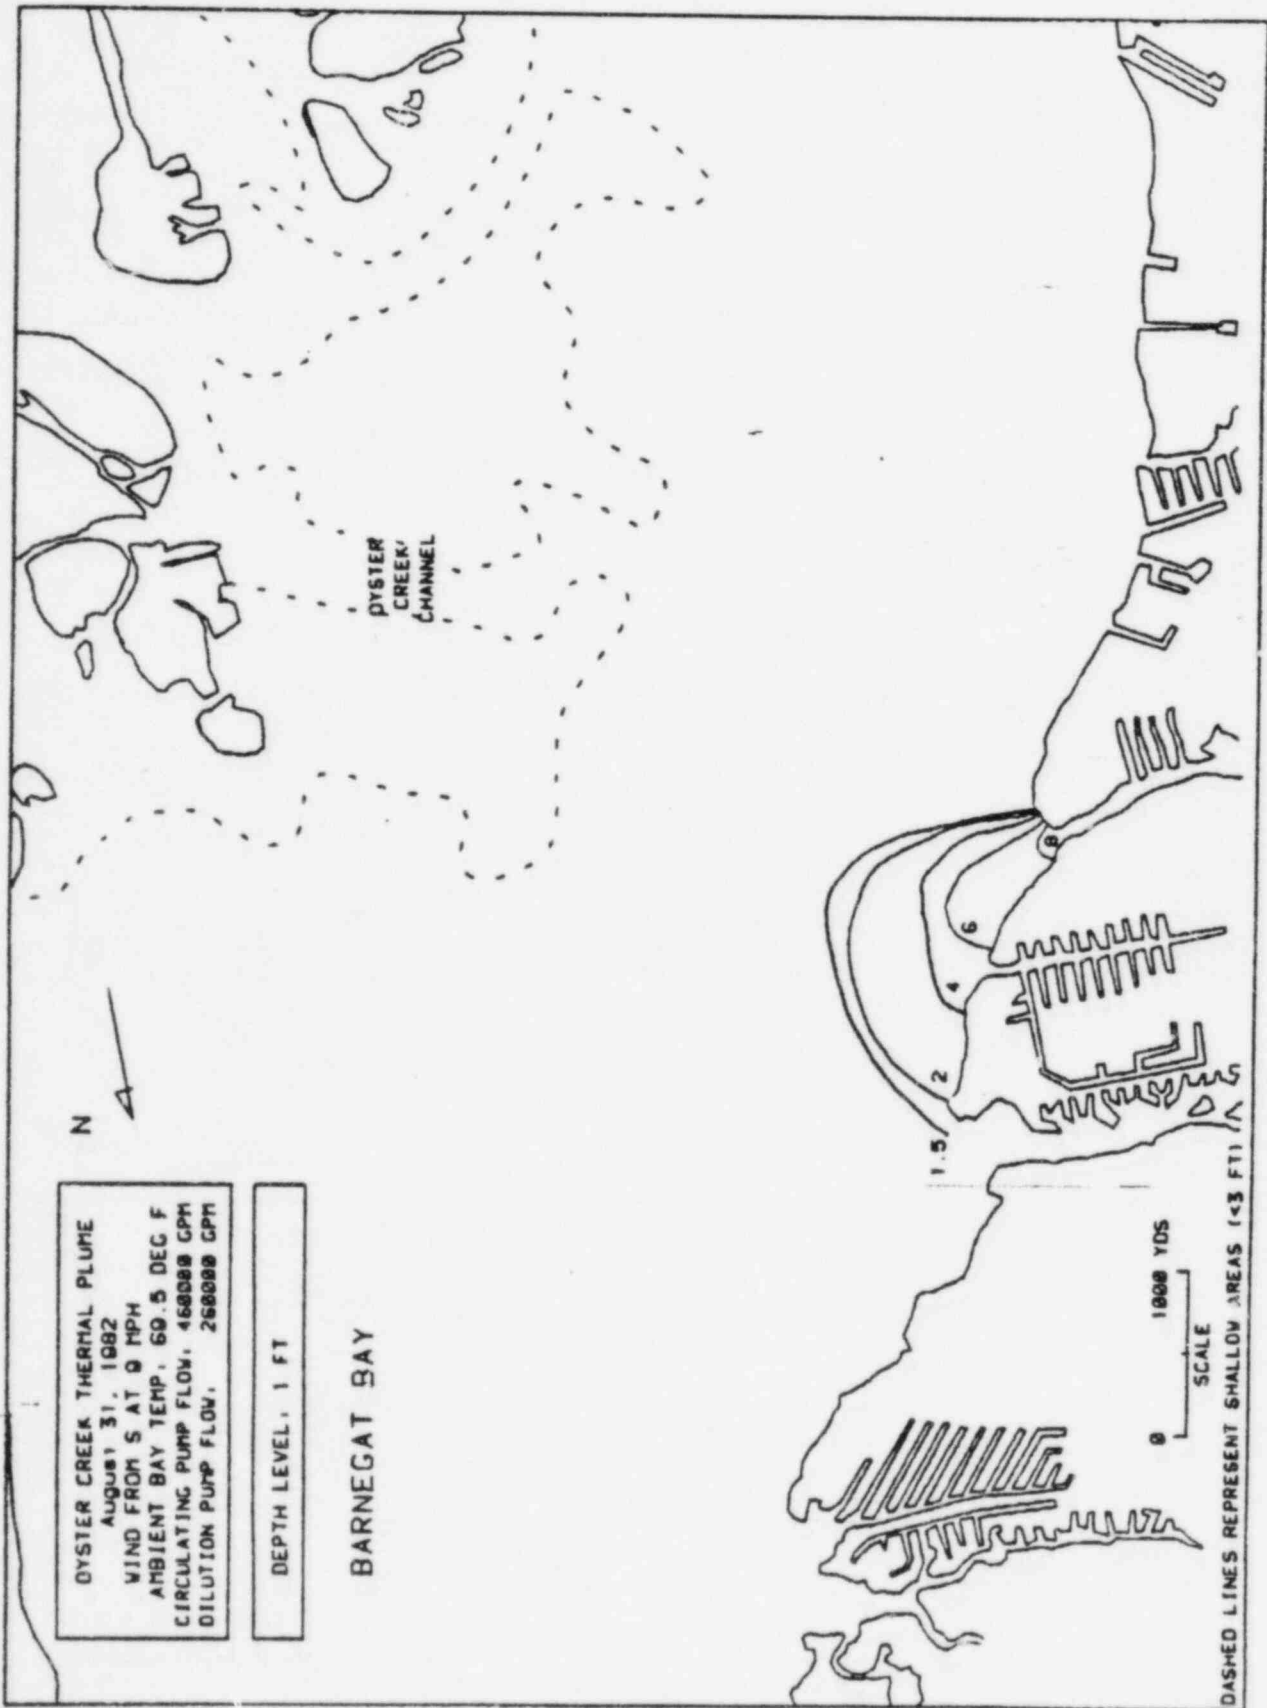 OYSTER CREEK THERMAL PLUME
AUGUST 31, 1982
WIND FROM S AT 9 MPH
AMBIENT BAY TEMP. 69.5 DEG F
CIRCULATING PUMP FLOW. 460000 GPM
DILUTION PUMP FLOW. 260000 GPM
DEPTH LEVEL. 1 FT
BARNEGAT BAY
N
OYSTER
CREEK
CHANNEL
1.5
2
4
6
8
0 1000 YDS
SCALE
DASHED LINES REPRESENT SHALLOW AREAS (<3 FT)